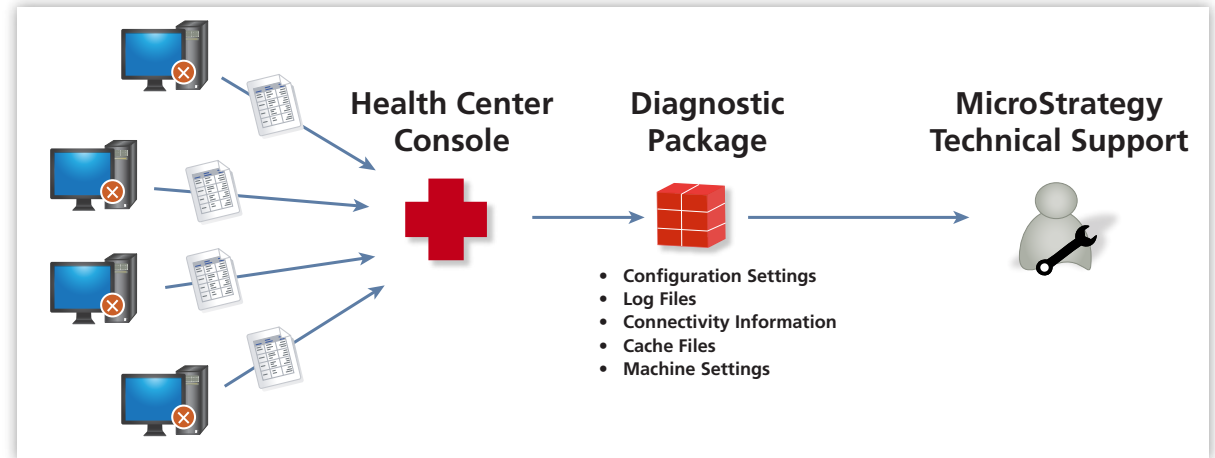 Health Center
Console
Diagnostic
Package
MicroStrategy
Technical Support
• Configuration Settings
• Log Files
• Connectivity Information
• Cache Files
• Machine Settings